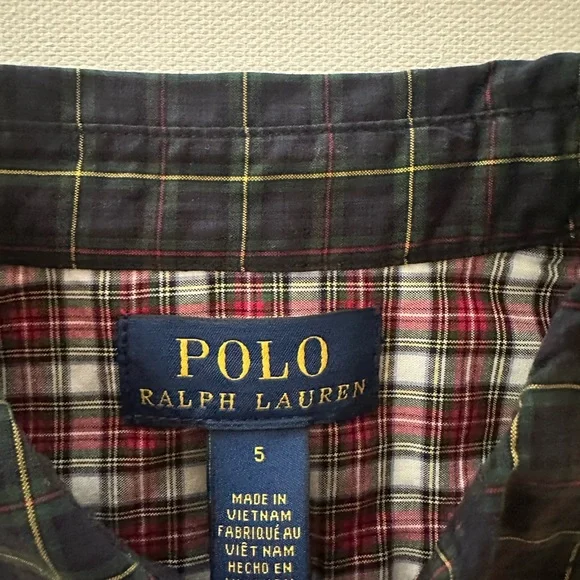 POLO
RALPH LAUREN
5
MADE IN
VIETNAM
FABRIQUÉ AU
VIÊT NAM
HECHO EN